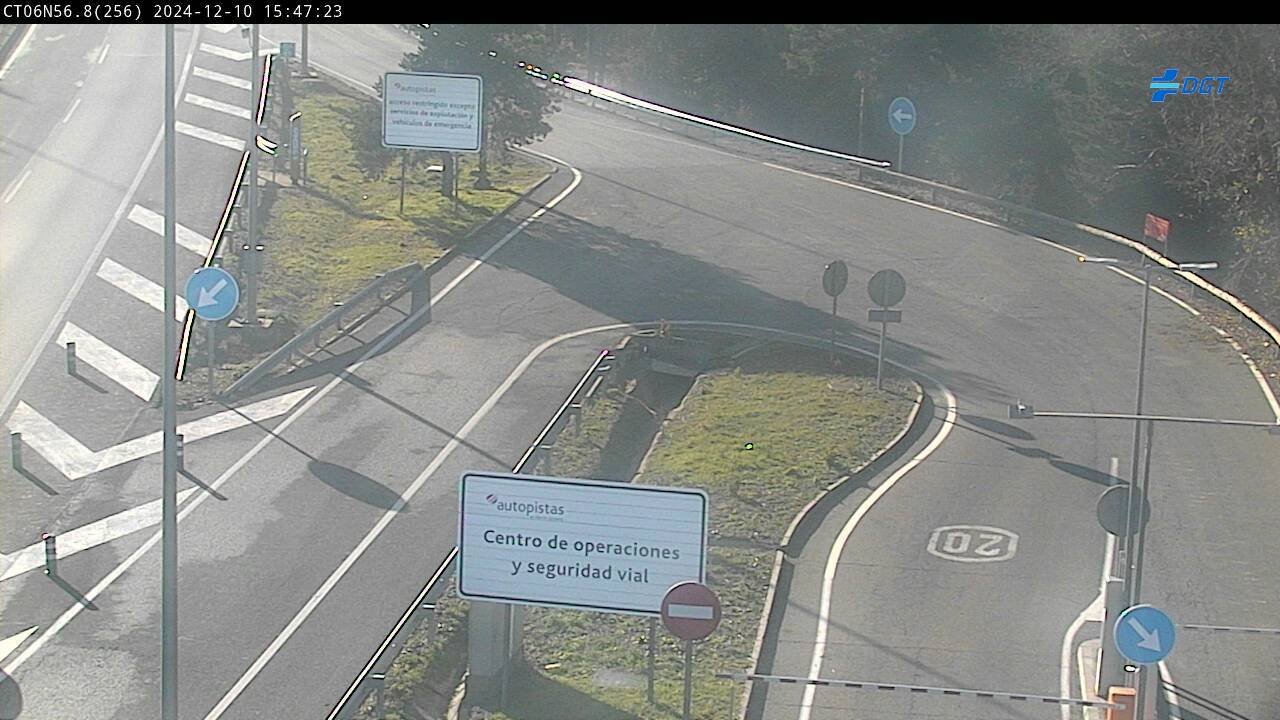 CT06N56.8(256) 2024-12-10 15:47:23
DGT
autopistas
acceso restringido excepto
servicios de explotación y
vehículos de emergencia
autopistas
Centro de operaciones
y seguridad vial
20